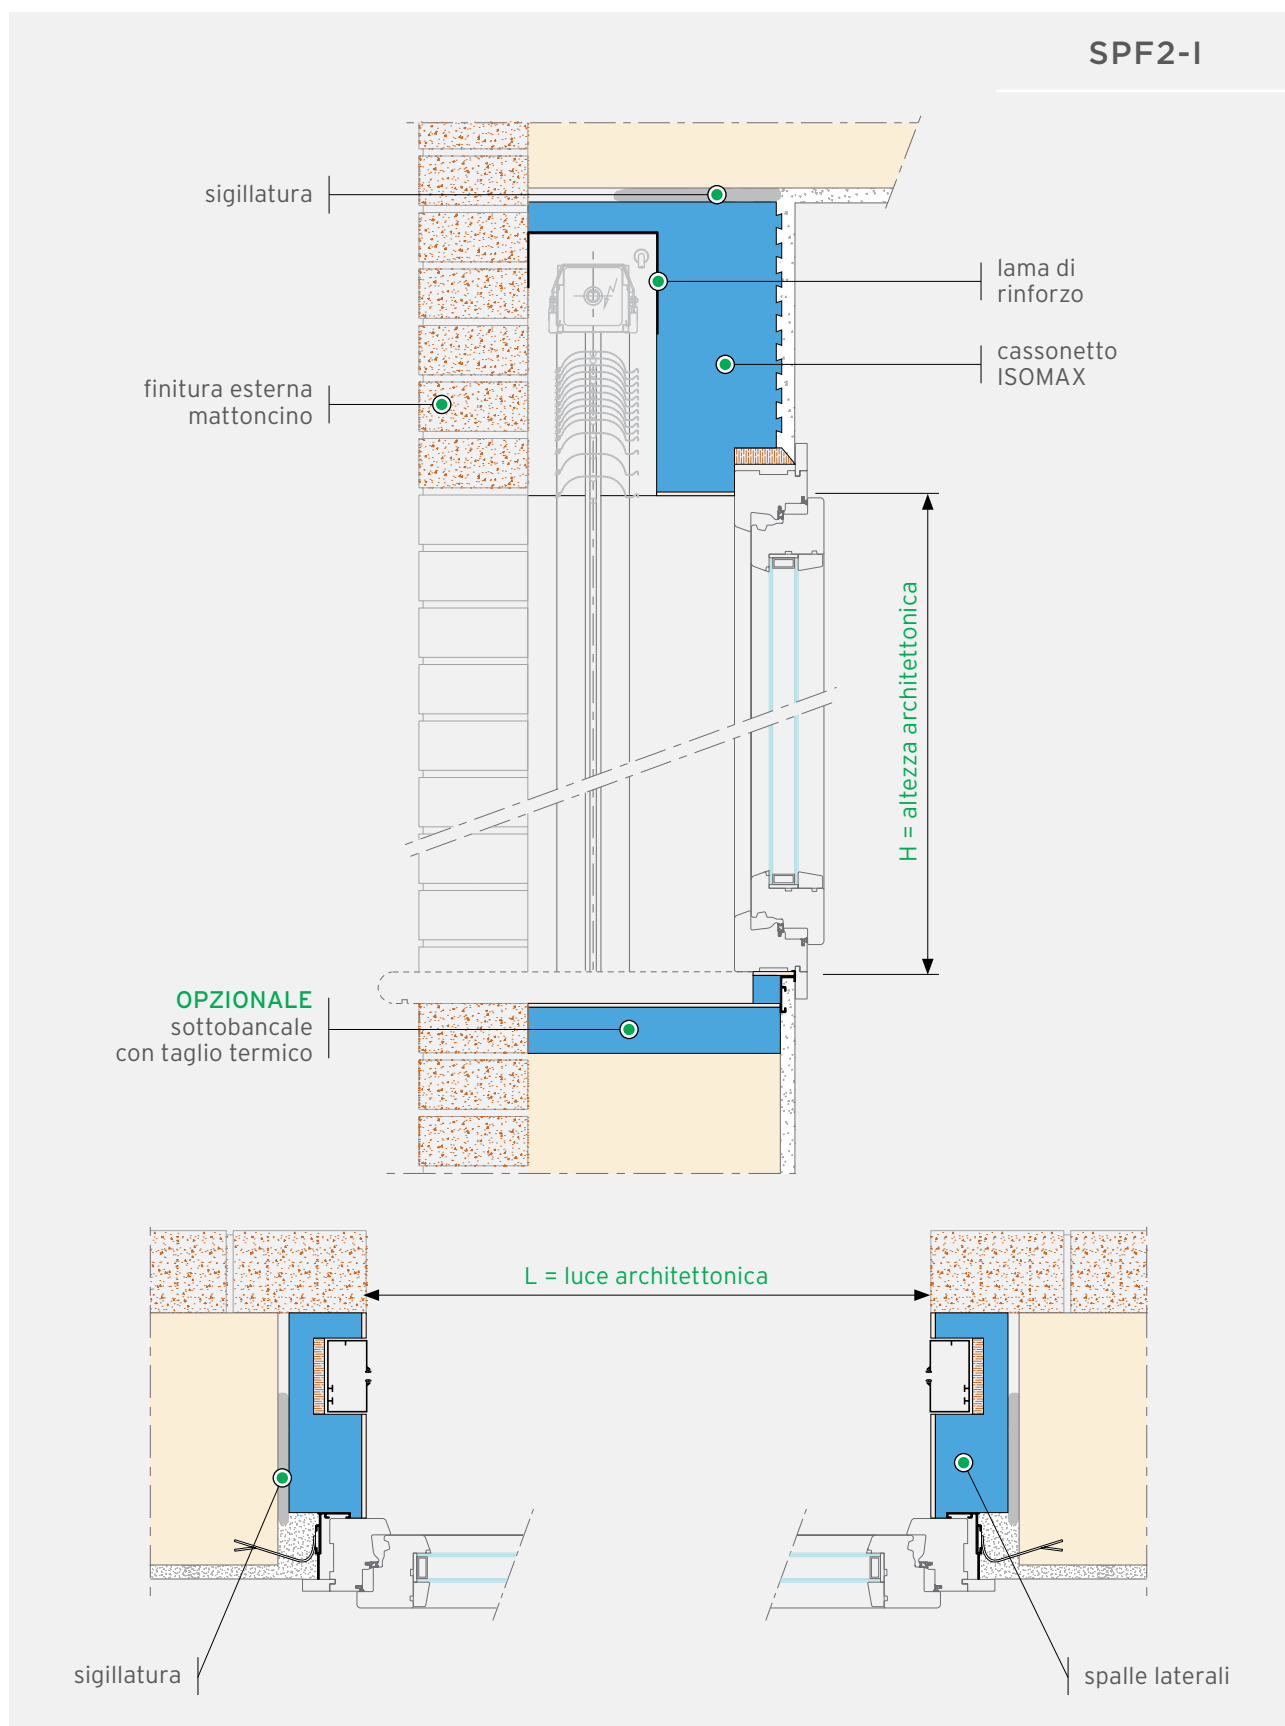 SPF2-I
sigillatura
lama di
rinforzo
cassonetto
ISOMAX
finitura esterna
mattoncino
H = altezza architettonica
OPZIONALE
sottobancale
con taglio termico
L = luce architettonica
sigillatura
spalle laterali